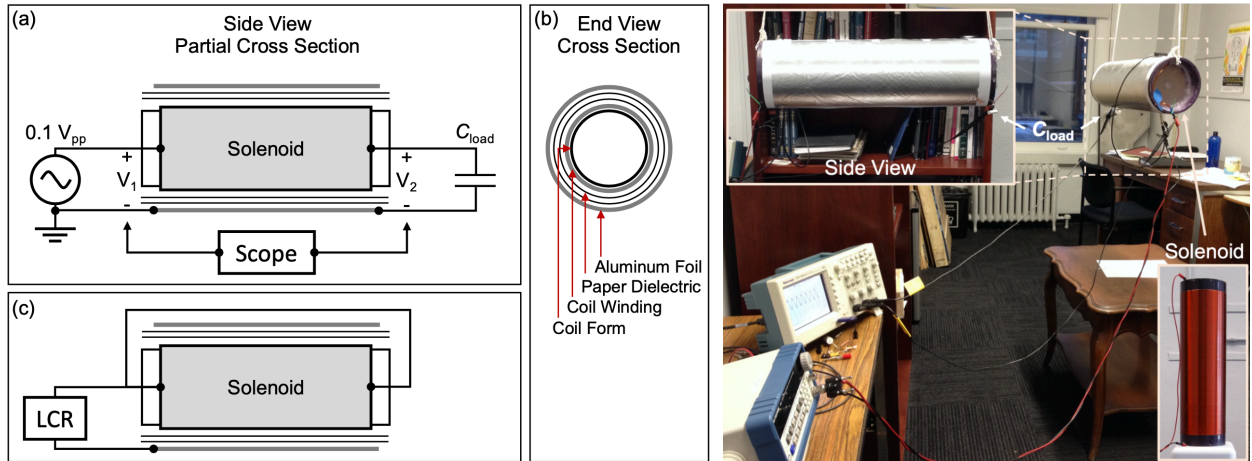 (a)
Side View
Partial Cross Section
0.1 Vpp
+
V1
-
Solenoid
+
V2
-
Cload
Scope
(b)
End View
Cross Section
Aluminum Foil
Paper Dielectric
Coil Winding
Coil Form
(c)
Solenoid
LCR
Cload
Side View
Solenoid